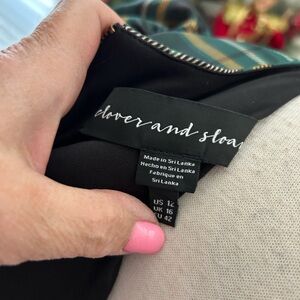 clover and sloa
Made in Sri Lanka
Hecho en Sri Lanka
Fabriqué en
Sri Lanka
US 12
UK 16
EU 42